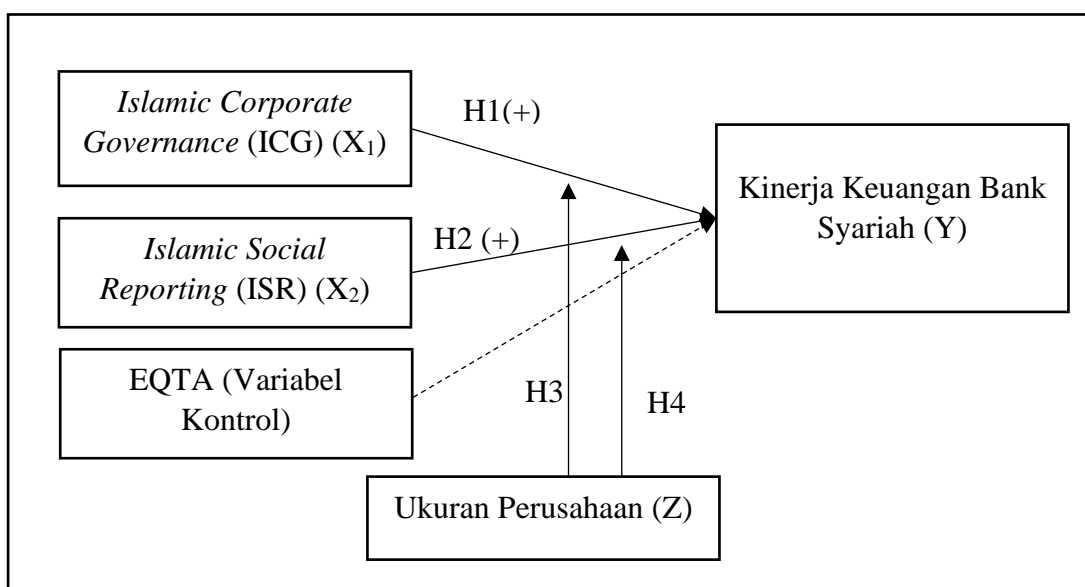 Islamic Corporate
Governance (ICG) (X₁)
H1(+)
Kinerja Keuangan Bank
Syariah (Y)
Islamic Social
Reporting (ISR) (X₂)
H2 (+)
EQTA (Variabel
Kontrol)
H3
H4
Ukuran Perusahaan (Z)